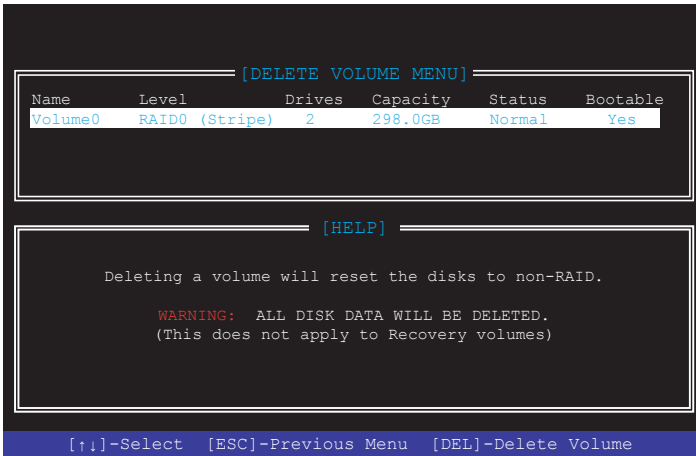 [DELETE VOLUME MENU]
Name Level Drives Capacity Status Bootable
Volume0 RAID0 (Stripe) 2 298.0GB Normal Yes
[HELP]
Deleting a volume will reset the disks to non-RAID.
WARNING: ALL DISK DATA WILL BE DELETED.
(This does not apply to Recovery volumes)
[↑↓]-Select [ESC]-Previous Menu [DEL]-Delete Volume